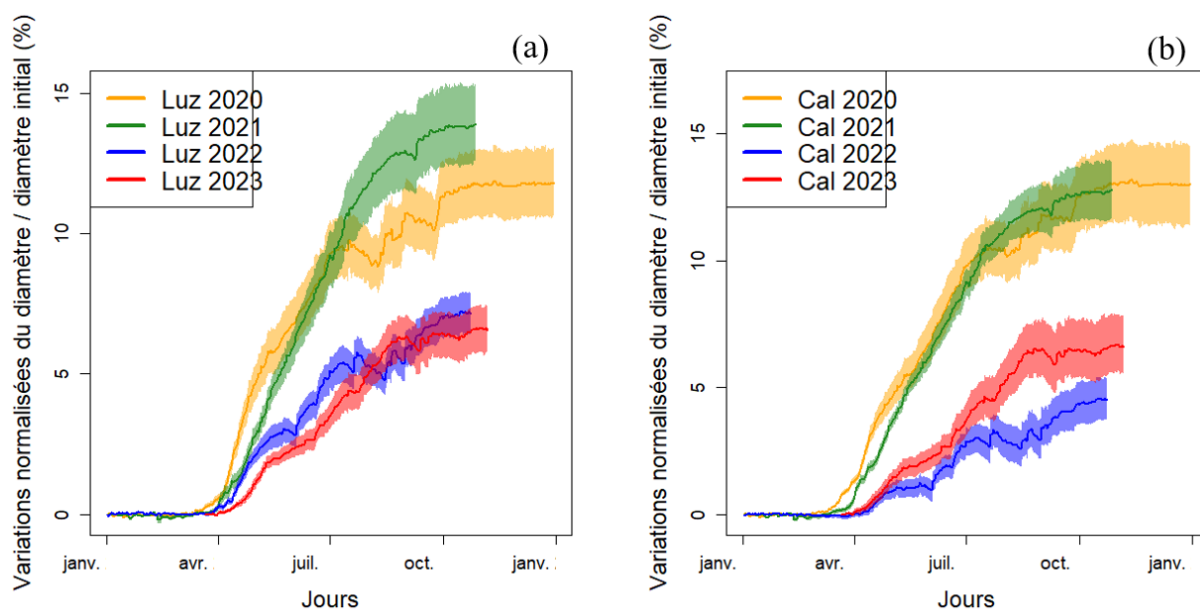 (a)
Variations normalisées du diamètre / diamètre initial (%)
Luz 2020
Luz 2021
Luz 2022
Luz 2023
15
10
5
0
janv. avr. juil. oct. janv.
Jours
(b)
Variations normalisées du diamètre / diamètre initial (%)
Cal 2020
Cal 2021
Cal 2022
Cal 2023
15
10
5
0
janv. avr. juil. oct. janv.
Jours